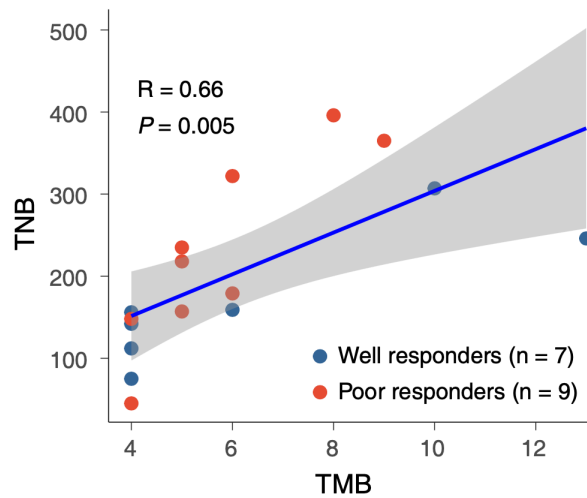 500
400
300
200
100
TNB
R = 0.66
P = 0.005
Well responders (n = 7)
Poor responders (n = 9)
4 6 8 10 12
TMB